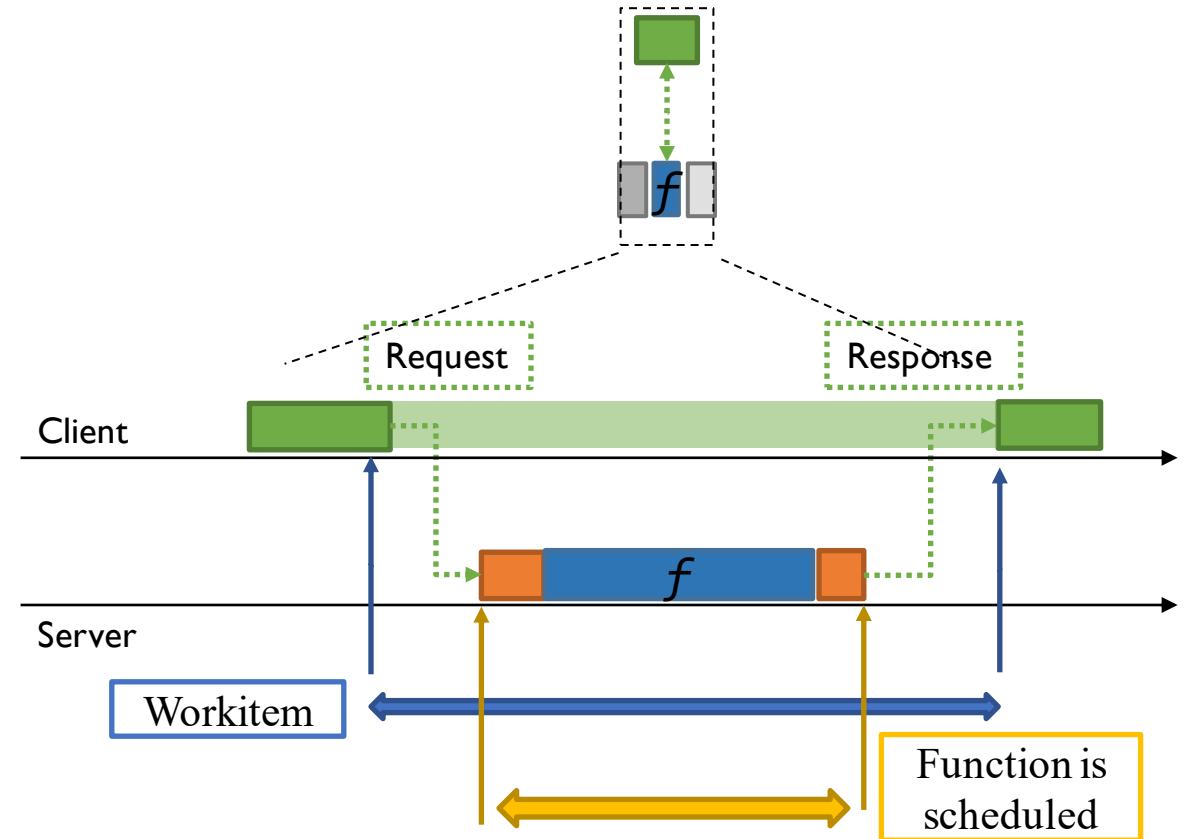 f
Request
Response
Client
f
Server
Workitem
Function is
scheduled